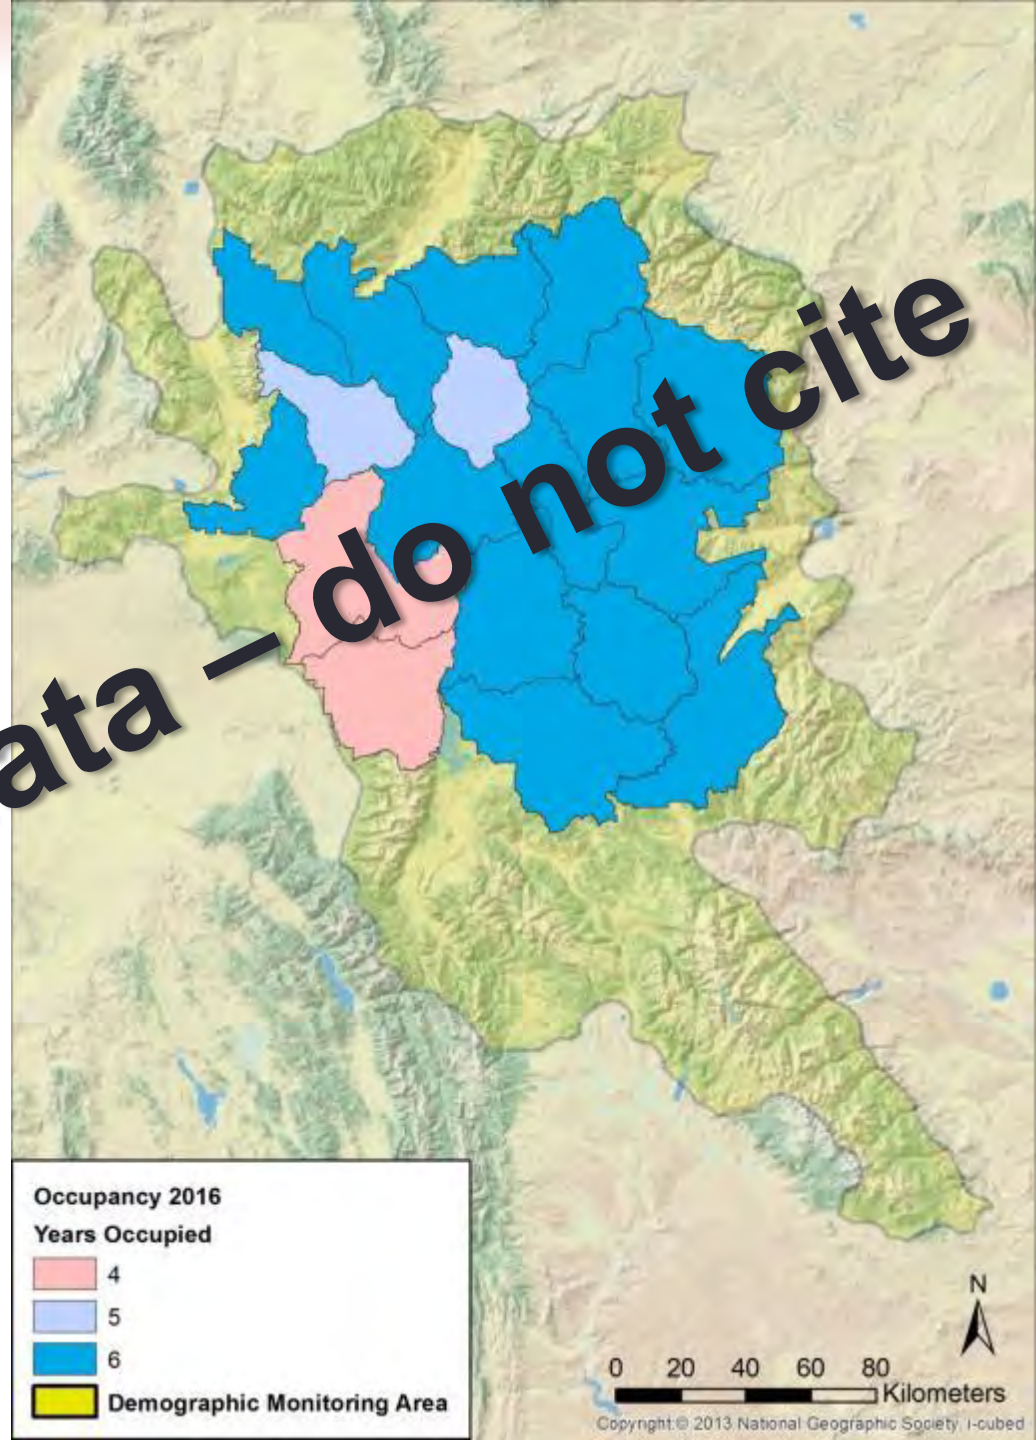 ata – do not cite
Occupancy 2016
Years Occupied
4
5
6
Demographic Monitoring Area
N
0 20 40 60 80
Kilometers
Copyright:© 2013 National Geographic Society, i-cubed